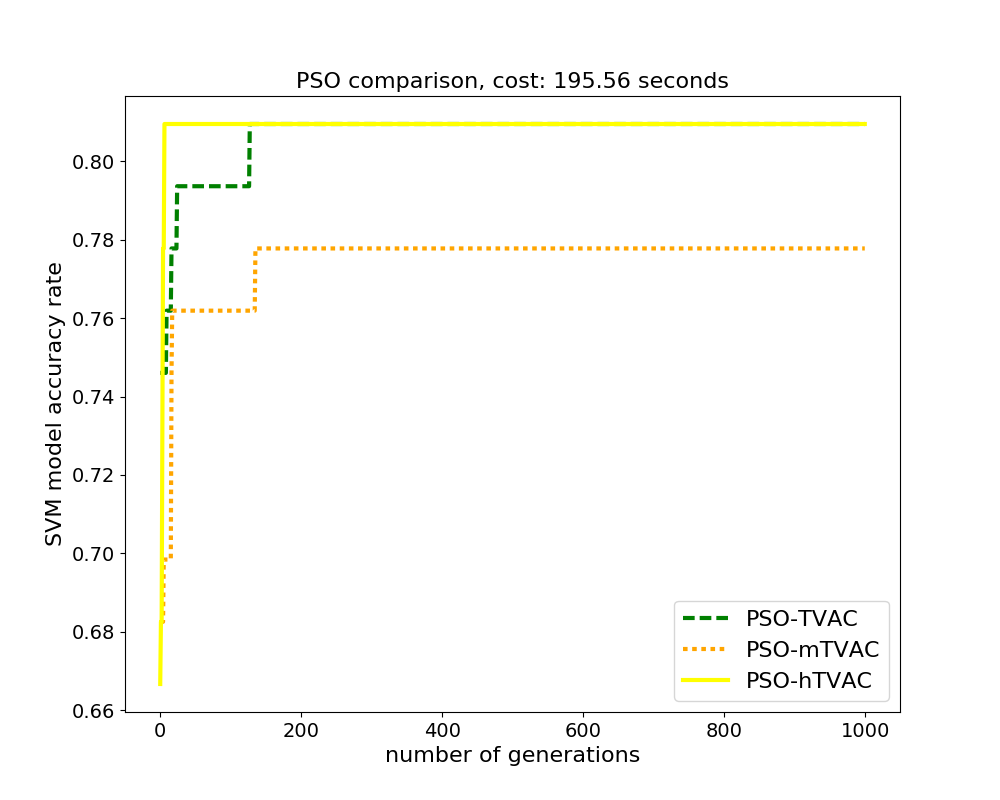 PSO comparison, cost: 195.56 seconds
SVM model accuracy rate
0.80
0.78
0.76
0.74
0.72
0.70
0.68
0.66
0 200 400 600 800 1000
number of generations
PSO-TVAC
PSO-mTVAC
PSO-hTVAC